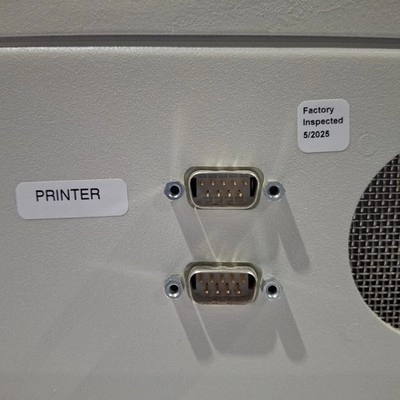 Factory
Inspected
5/2025
PRINTER